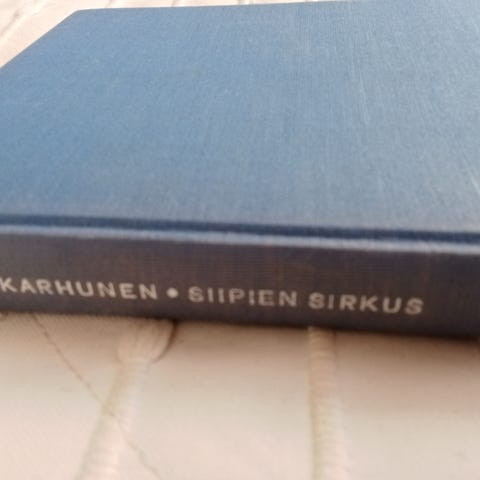 KARHUNEN • SIIPIEN SIRKUS